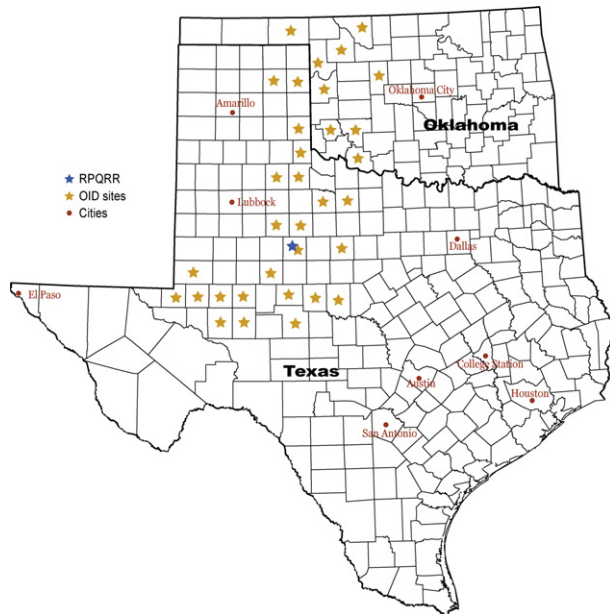 Amarillo
Oklahoma City
Oklahoma
RPQRR
OID sites
Cities
Lubbock
Dallas
El Paso
Texas
College Station
Austin
Houston
San Antonio